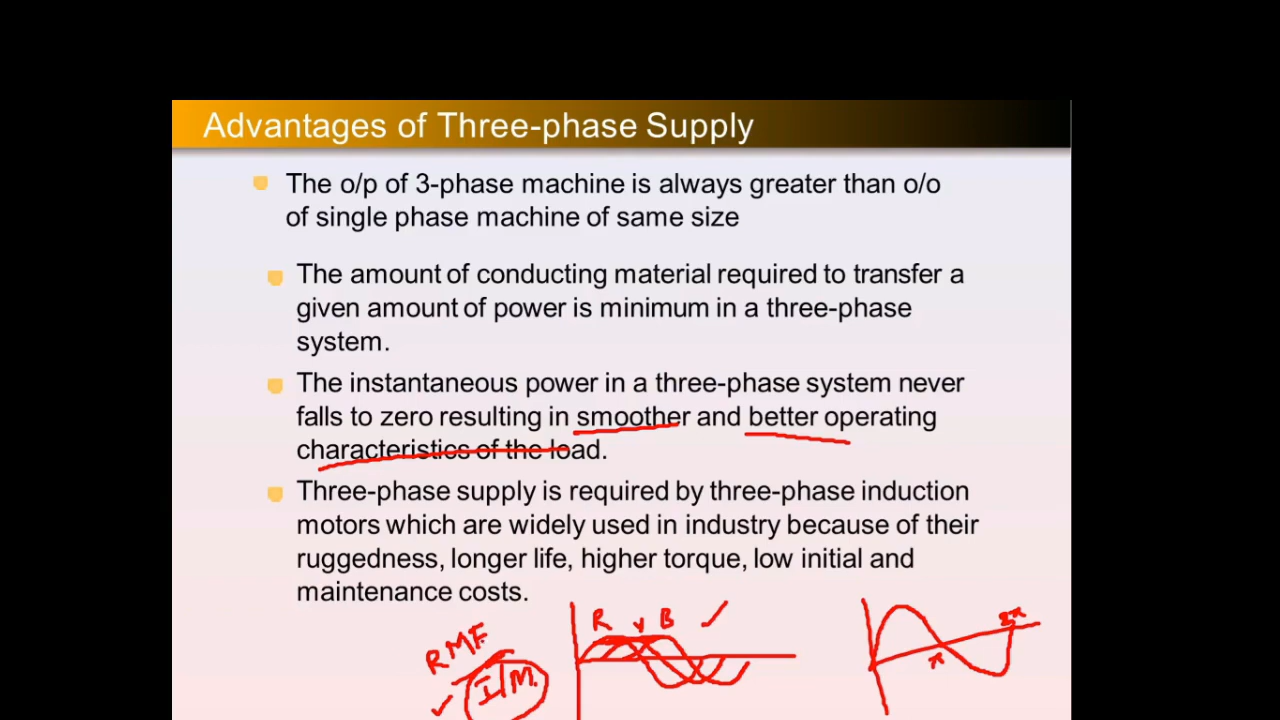 Advantages of Three-phase Supply
The o/p of 3-phase machine is always greater than o/o
of single phase machine of same size
The amount of conducting material required to transfer a
given amount of power is minimum in a three-phase
system.
The instantaneous power in a three-phase system never
falls to zero resulting in smoother and better operating
characteristics of the load.
Three-phase supply is required by three-phase induction
motors which are widely used in industry because of their
ruggedness, longer life, higher torque, low initial and
maintenance costs.
R Y B
2π
RMF.
π
I/M.